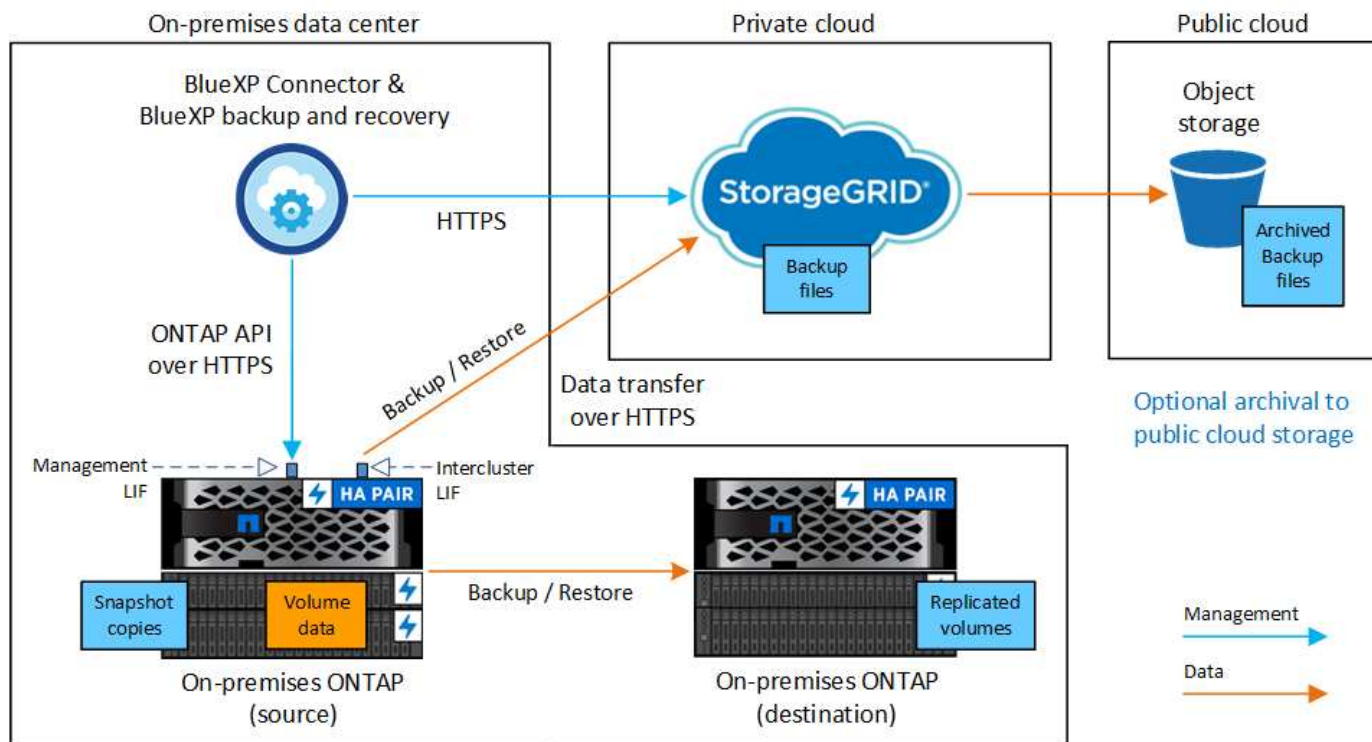 On-premises data center
Private cloud
Public cloud
BlueXP Connector &
BlueXP backup and recovery
HTTPS
StorageGRID®
Backup
files
Object
storage
Archived
Backup
files
ONTAP API
over HTTPS
Backup / Restore
Data transfer
over HTTPS
Optional archival to
public cloud storage
Management
LIF
Intercluster
LIF
HA PAIR
HA PAIR
Snapshot
copies
Volume
data
Backup / Restore
Replicated
volumes
On-premises ONTAP
(source)
On-premises ONTAP
(destination)
Management
Data